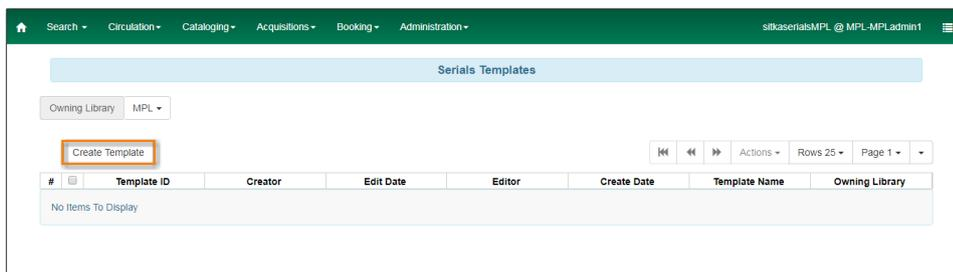 Search Circulation Cataloging Acquisitions Booking Administration sitkaserialsMPL @ MPL-MPLadmin1
Serials Templates
Owning Library MPL
Create Template Actions Rows 25 Page 1
# Template ID Creator Edit Date Editor Create Date Template Name Owning Library
No Items To Display